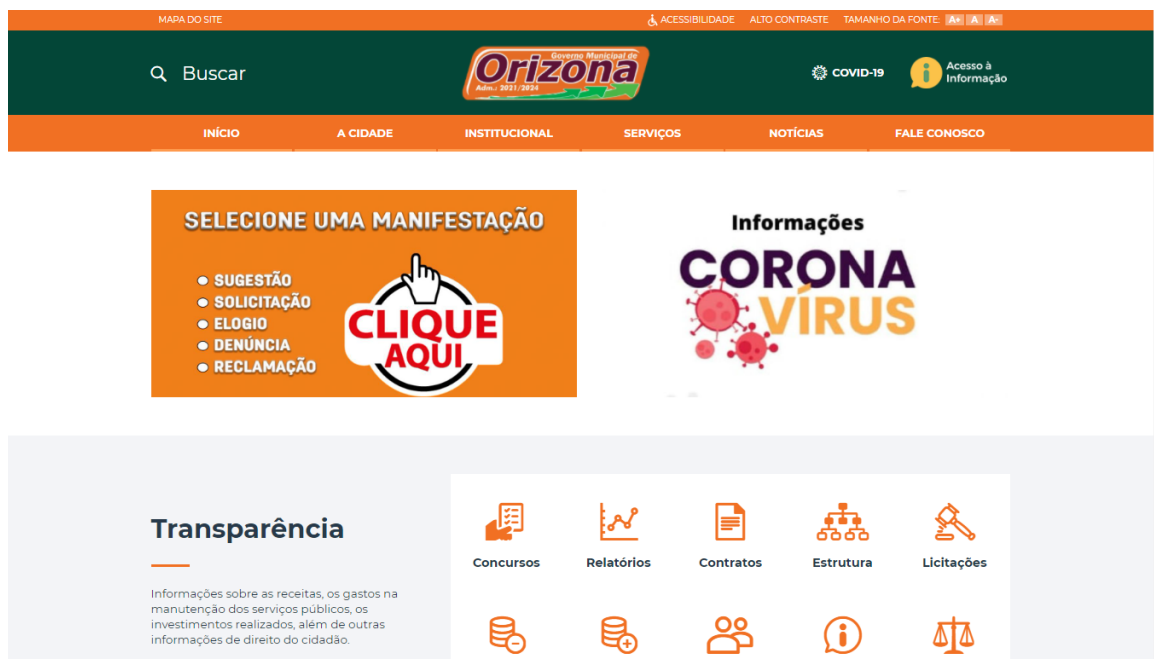 MAPA DO SITE
ACESSIBILIDADE ALTO CONTRASTE TAMANHO DA FONTE: A+ A A-
Buscar
Governo Municipal de
Orizona
Adm.: 2021/2024
COVID-19
Acesso à
Informação
INÍCIO A CIDADE INSTITUCIONAL SERVIÇOS NOTÍCIAS FALE CONOSCO
SELECIONE UMA MANIFESTAÇÃO
SUGESTÃO
SOLICITAÇÃO
ELOGIO
DENÚNCIA
RECLAMAÇÃO
CLIQUE
AQUI
Informações
CORONA
VÍRUS
Transparência
Informações sobre as receitas, os gastos na
manutenção dos serviços públicos, os
investimentos realizados, além de outras
informações de direito do cidadão.
Concursos Relatórios Contratos Estrutura Licitações